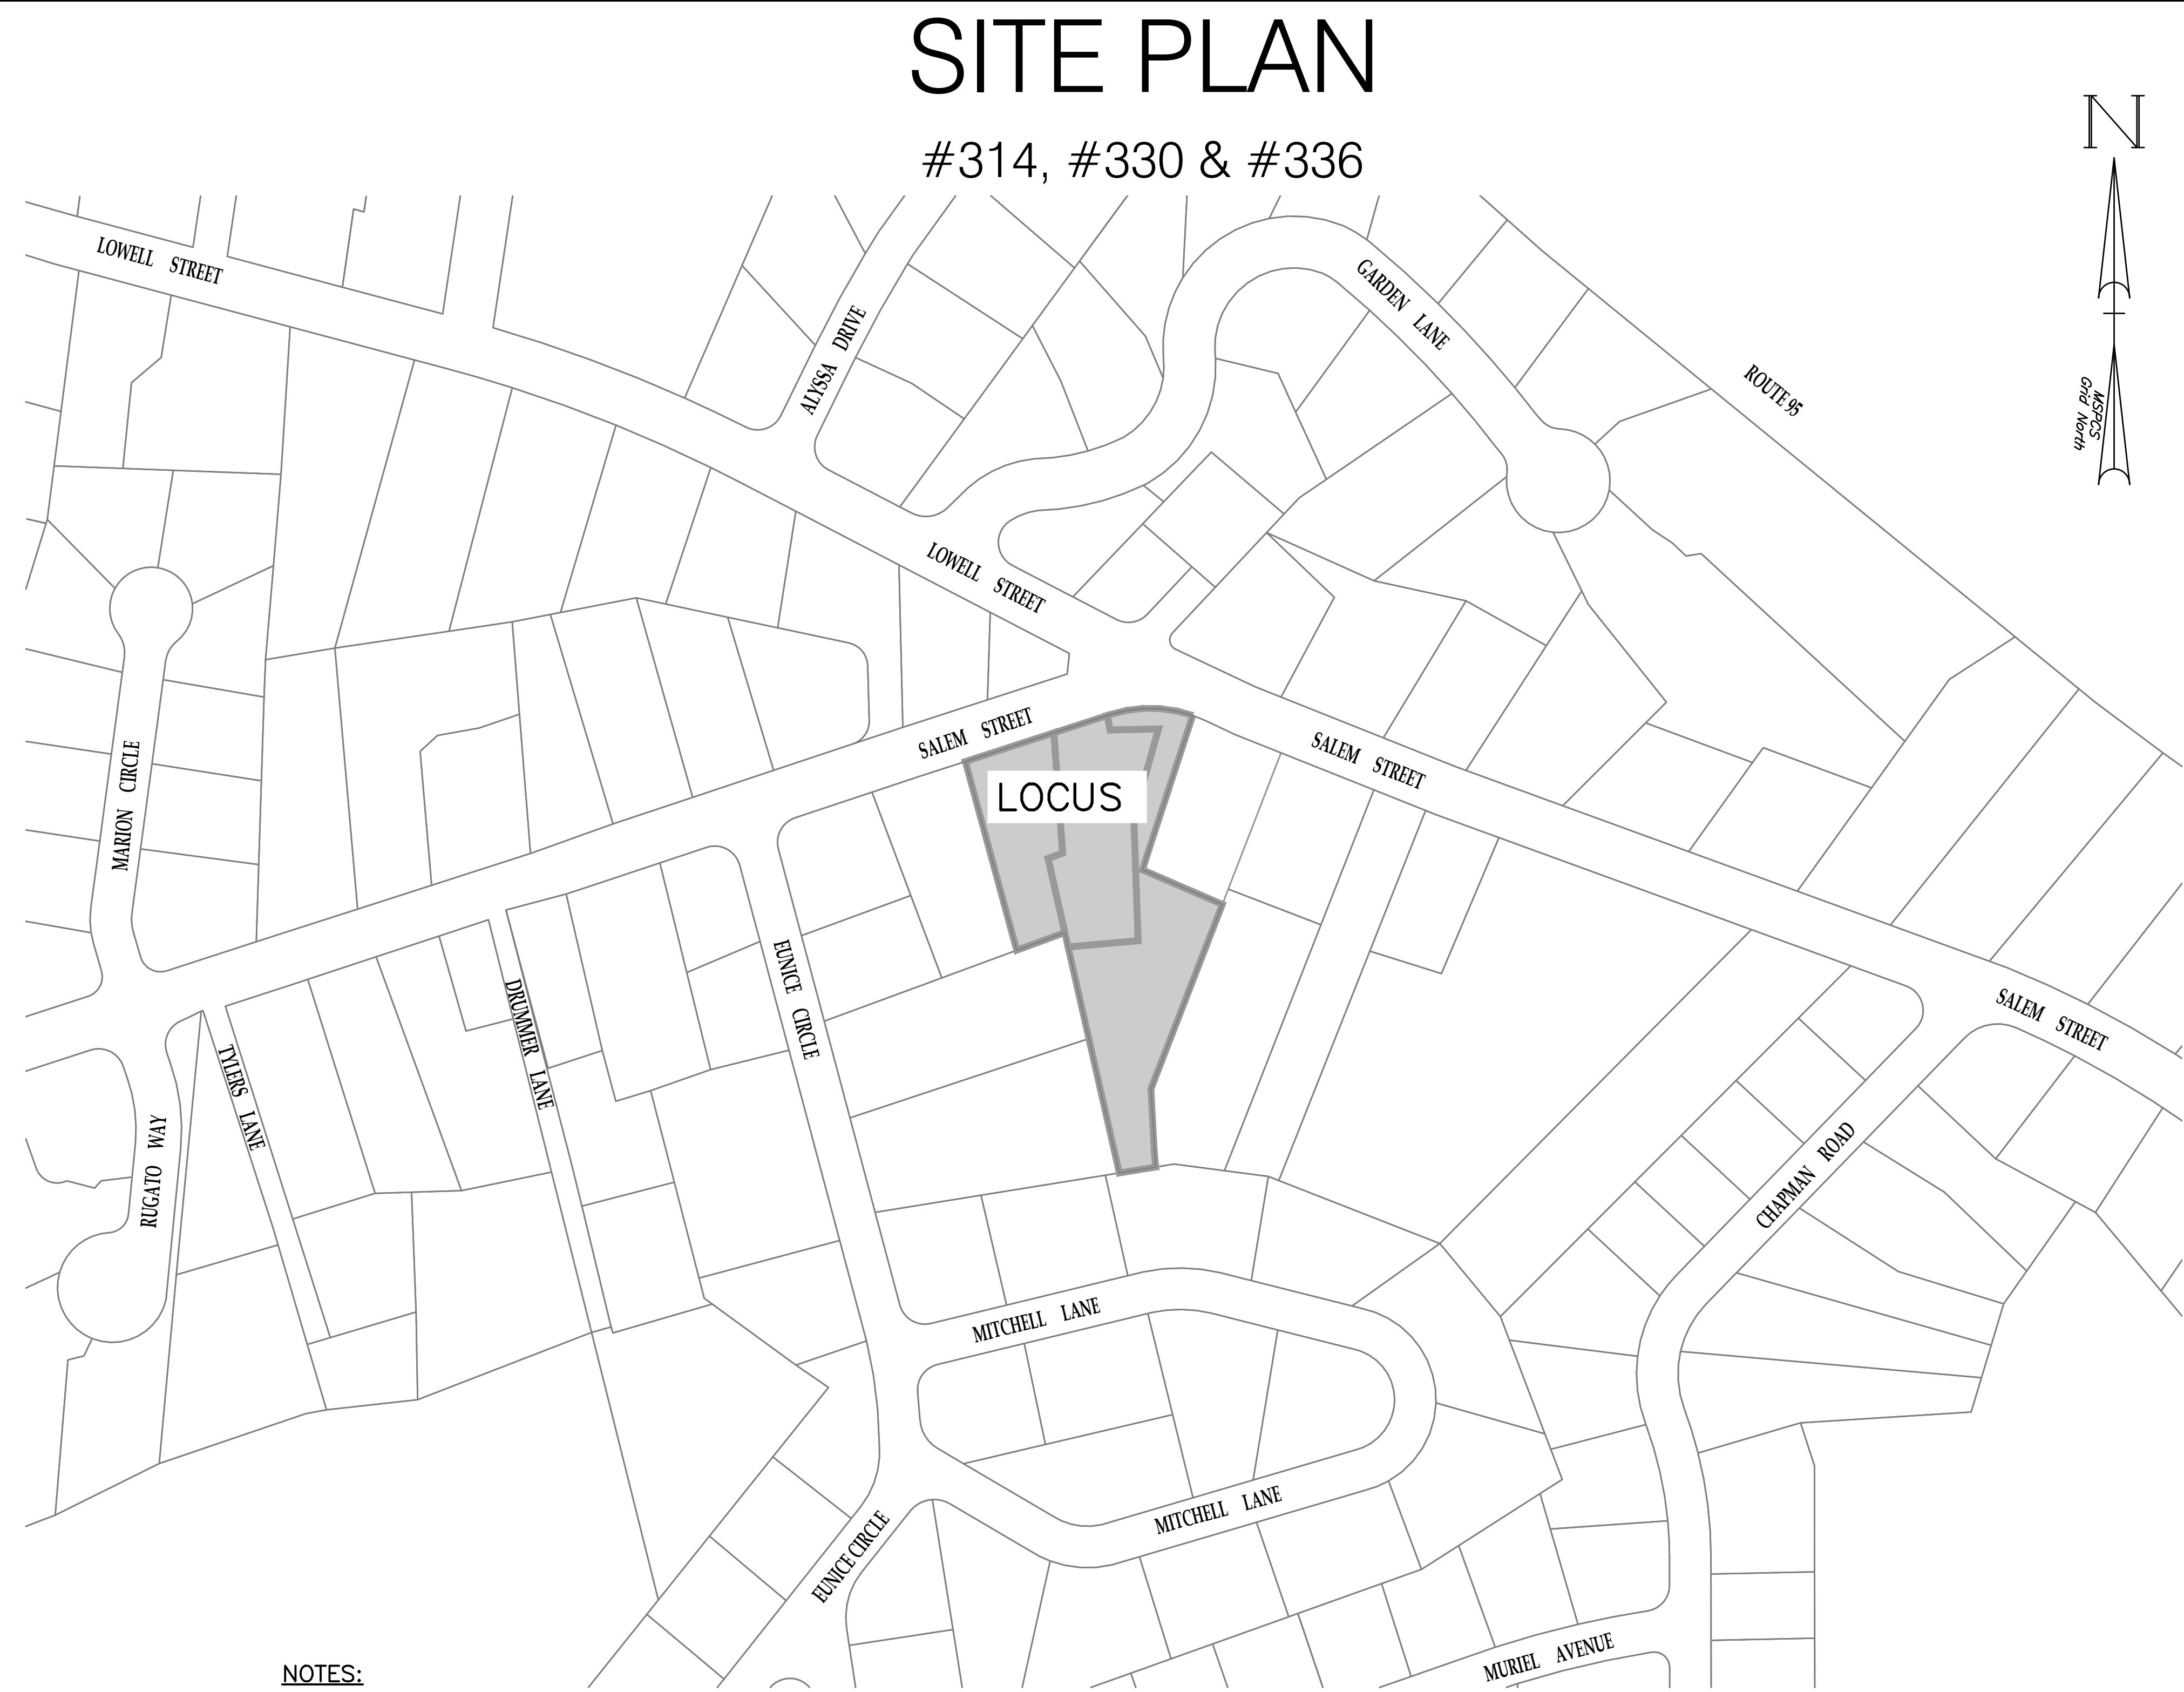 SITE PLAN
#314, #330 & #336
N
LOWELL STREET
GARDEN LANE
ALYSSA DRIVE
ROUTE 95
MSPCS
Grid North
LOWELL STREET
SALEM STREET
SALEM STREET
LOCUS
MARION CIRCLE
EUNICE CIRCLE
DRUMMER LANE
SALEM STREET
TYLERS LANE
RUGATO WAY
CHAPMAN ROAD
MITCHELL LANE
MITCHELL LANE
EUNICE CIRCLE
MURIEL AVENUE
NOTES: